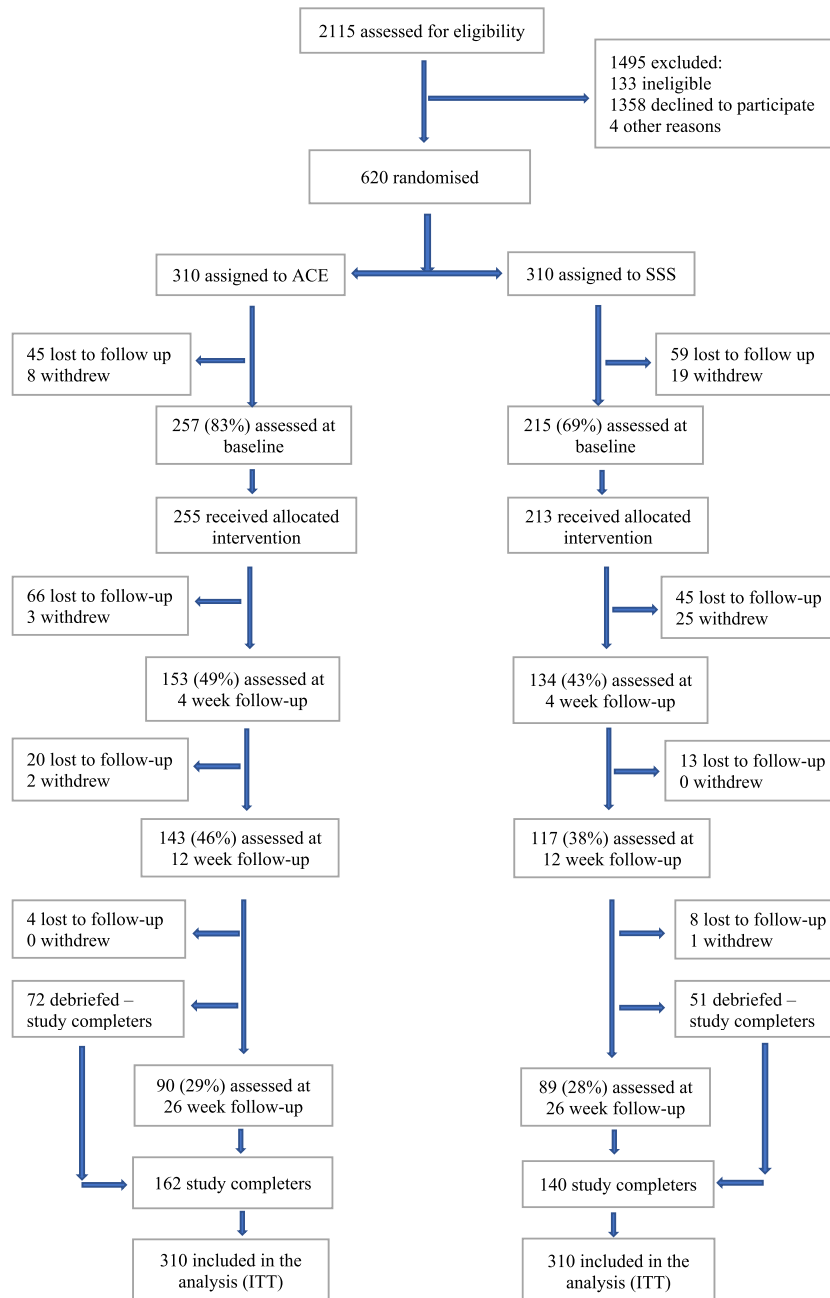 2115 assessed for eligibility
1495 excluded:
133 ineligible
1358 declined to participate
4 other reasons
620 randomised
310 assigned to ACE
310 assigned to SSS
45 lost to follow up
8 withdrew
59 lost to follow up
19 withdrew
257 (83%) assessed at
baseline
215 (69%) assessed at
baseline
255 received allocated
intervention
213 received allocated
intervention
66 lost to follow-up
3 withdrew
45 lost to follow-up
25 withdrew
153 (49%) assessed at
4 week follow-up
134 (43%) assessed at
4 week follow-up
20 lost to follow-up
2 withdrew
13 lost to follow-up
0 withdrew
143 (46%) assessed at
12 week follow-up
117 (38%) assessed at
12 week follow-up
4 lost to follow-up
0 withdrew
8 lost to follow-up
1 withdrew
72 debriefed –
study completers
51 debriefed –
study completers
90 (29%) assessed at
26 week follow-up
89 (28%) assessed at
26 week follow-up
162 study completers
140 study completers
310 included in the
analysis (ITT)
310 included in the
analysis (ITT)